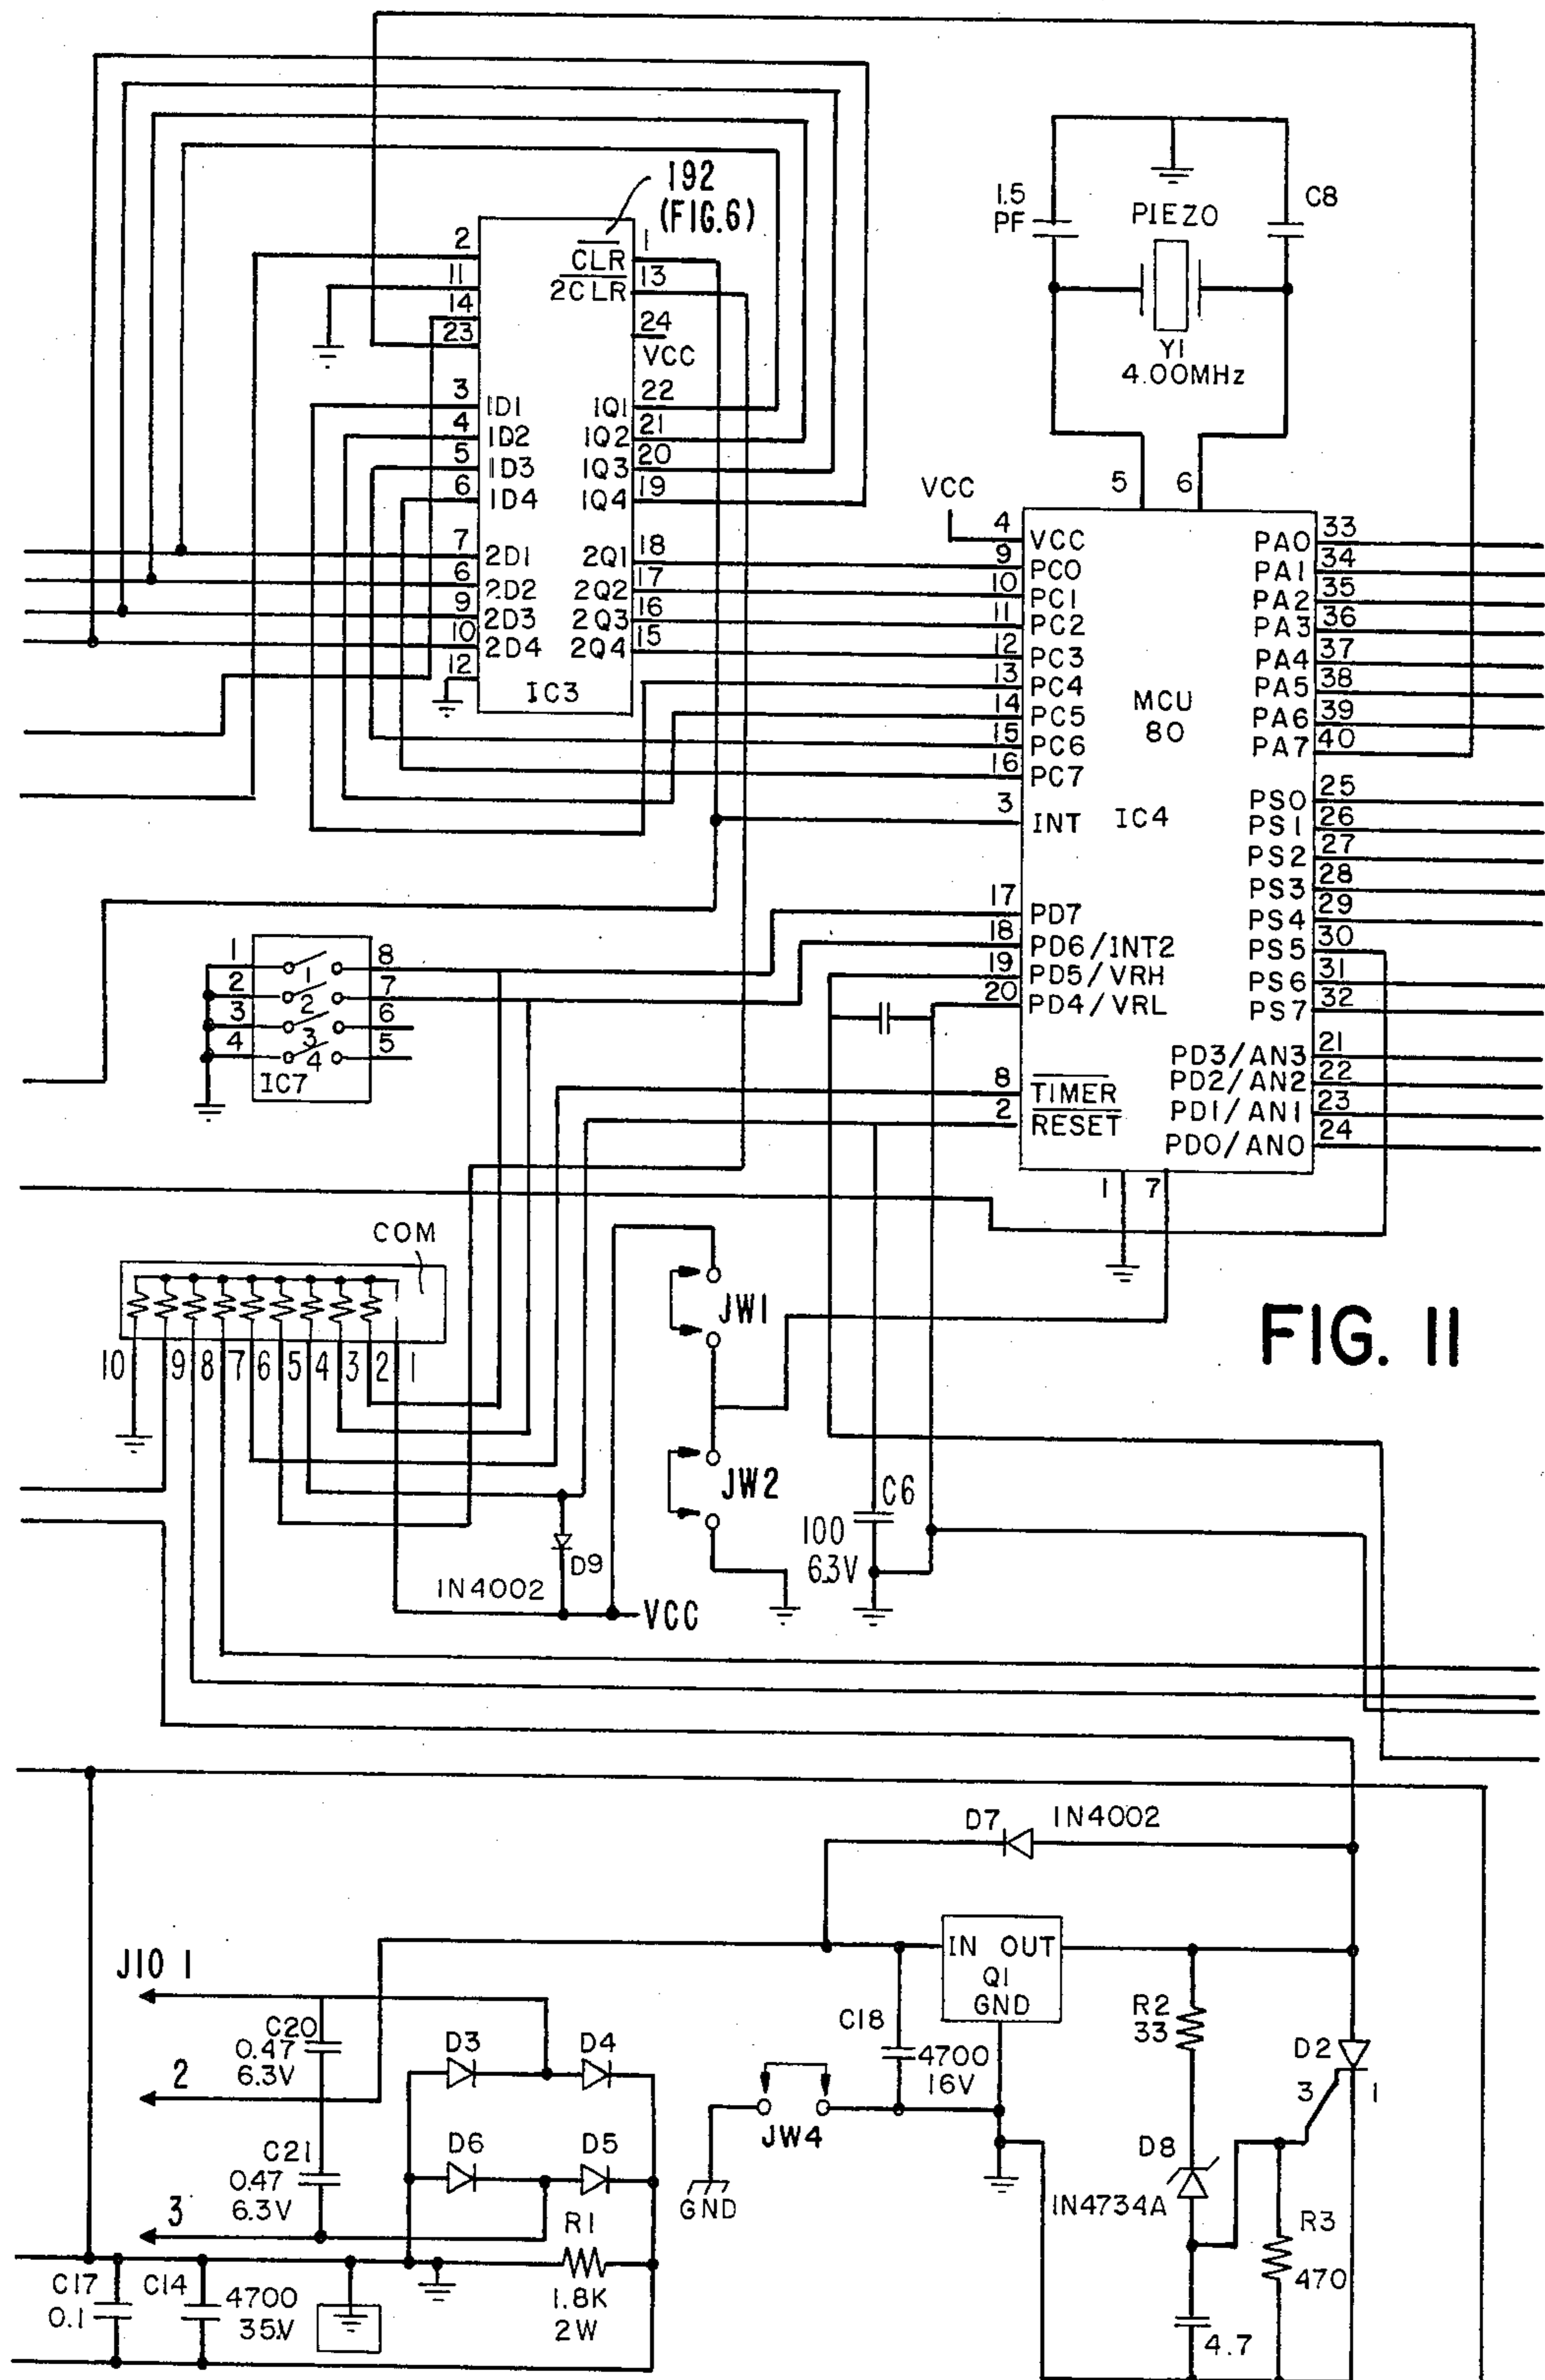 192
(FIG.6)
2
11
14
23
3
4
5
6
7
6
9
10
12
CLR
2CLR
1
13
24
VCC
1D1
1D2
1D3
1D4
2D1
2D2
2D3
2D4
1Q1
1Q2
1Q3
1Q4
2Q1
2Q2
2Q3
2Q4
22
21
20
19
18
17
16
15
IC3
1.5
PF
PIEZO
C8
Y1
4.00MHz
5
6
VCC
4
9
10
11
12
13
14
15
16
3
17
18
19
20
8
2
VCC
PC0
PC1
PC2
PC3
PC4
PC5
PC6
PC7
INT
PD7
PD6/INT2
PD5/VRH
PD4/VRL
TIMER
RESET
MCU
80
IC4
PA0
PA1
PA2
PA3
PA4
PA5
PA6
PA7
PS0
PS1
PS2
PS3
PS4
PS5
PS6
PS7
PD3/AN3
PD2/AN2
PD1/AN1
PD0/AN0
33
34
35
36
37
38
39
40
25
26
27
28
29
30
31
32
21
22
23
24
1
7
1
2
3
4
1
2
3
4
8
7
6
5
IC7
COM
10 9 8 7 6 5 4 3 2 1
JW1
JW2
FIG. 11
C6
100
6.3V
D9
1N4002
VCC
D7
1N4002
J10 1
2
3
C20
0.47
6.3V
C21
0.47
6.3V
D3
D4
D6
D5
R1
1.8K
2W
C17
0.1
C14
4700
35V
IN OUT
Q1
GND
C18
4700
16V
JW4
GND
R2
33
D2
3
1
D8
1N4734A
R3
470
4.7